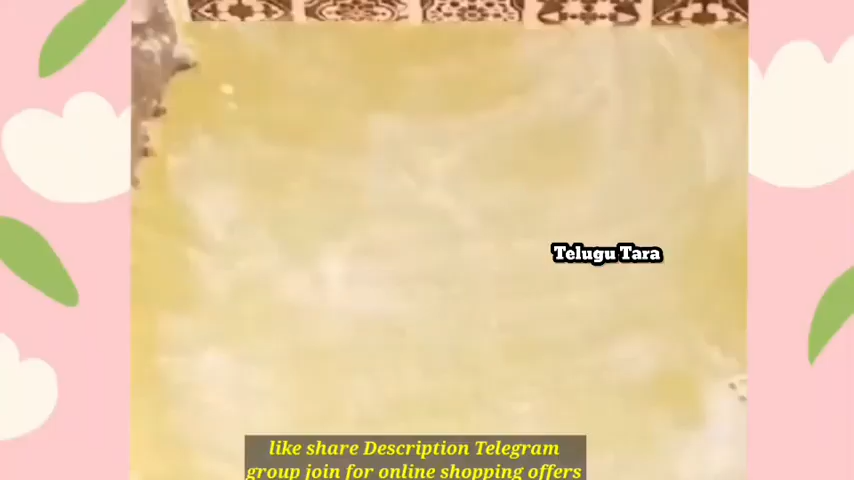 Telugu Tara
like share Description Telegram
group join for online shopping offers